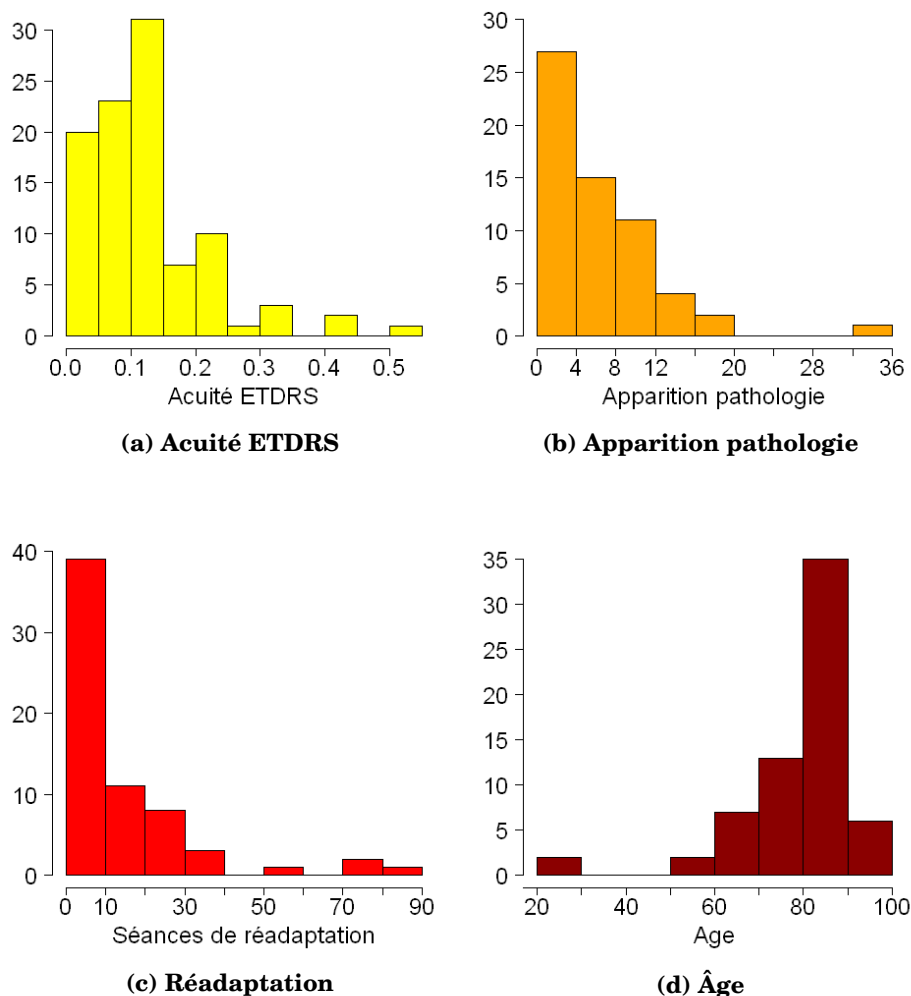 30
25
20
15
10
5
0
0.0 0.1 0.2 0.3 0.4 0.5
Acuité ETDRS
(a) Acuité ETDRS
30
25
20
15
10
5
0
0 4 8 12 20 28 36
Apparition pathologie
(b) Apparition pathologie
40
30
20
10
0
0 10 30 50 70 90
Séances de réadaptation
(c) Réadaptation
35
30
25
20
15
10
5
0
20 40 60 80 100
Age
(d) Âge